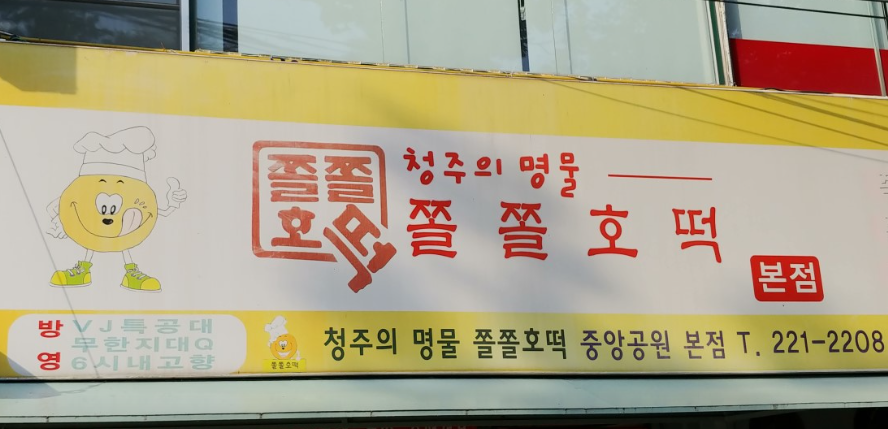 쫄쫄
호떡
청주의 명물
쫄쫄호떡
본점
방영
VJ특공대
무한지대Q
6시내고향
쫄쫄호떡
청주의 명물 쫄쫄호떡 중앙공원 본점 T. 221-2208